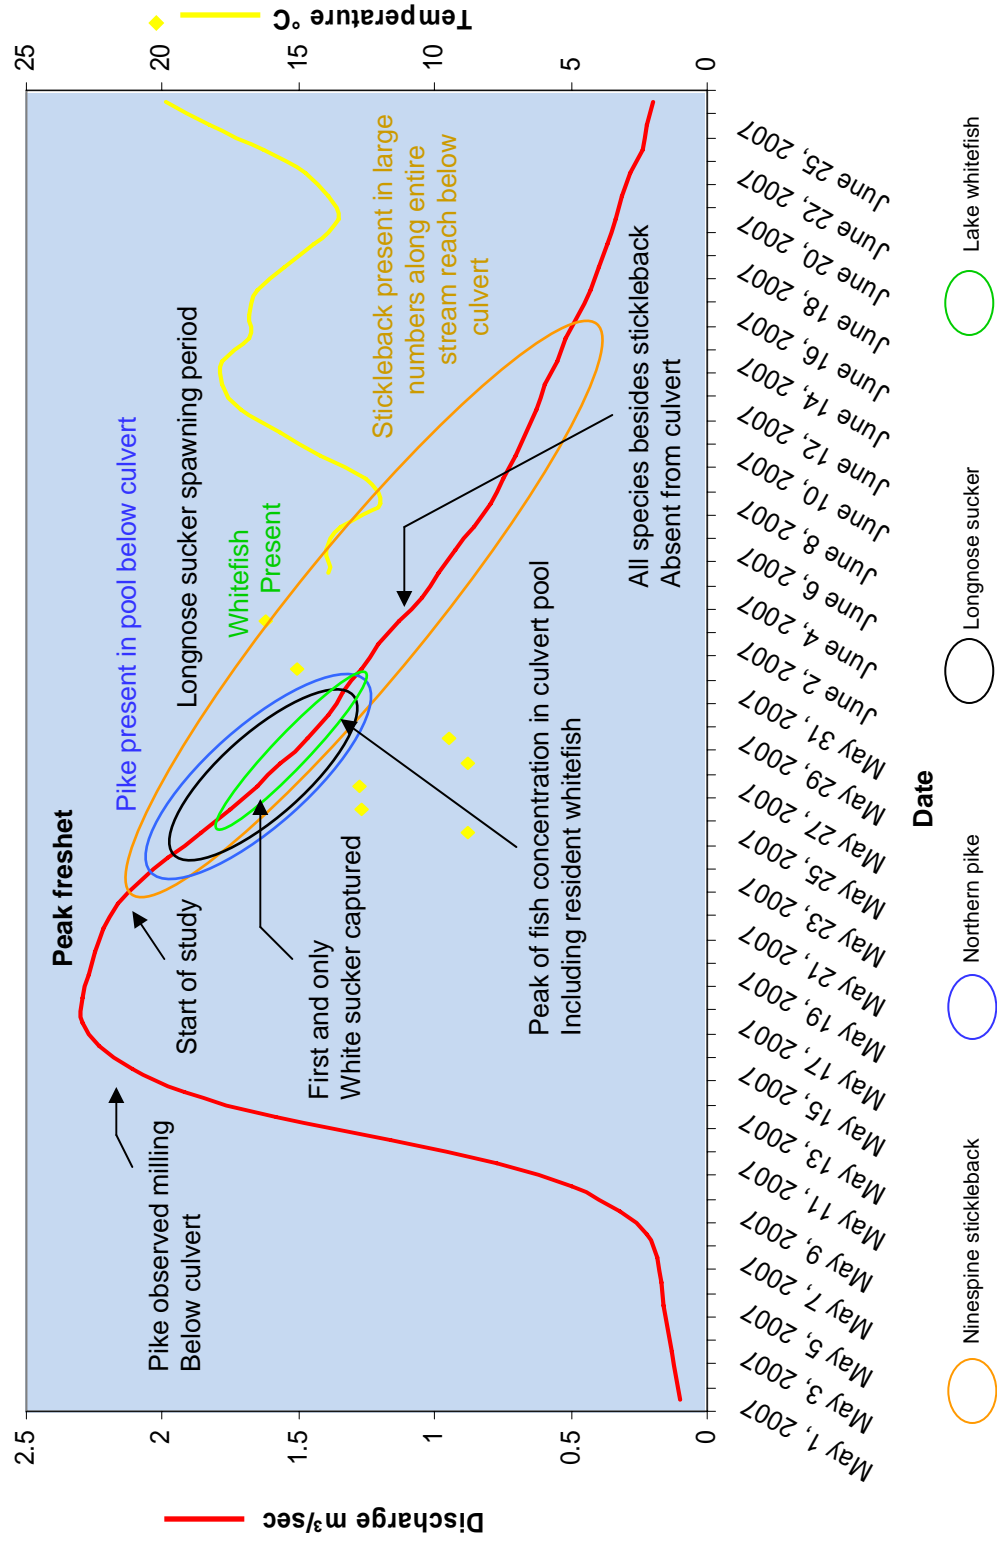 Peak freshet
Pike present in pool below culvert
Longnose sucker spawning period
Whitefish
Present
Stickleback present in large
numbers along entire
stream reach below
culvert
Pike observed milling
Below culvert
Start of study
First and only
White sucker captured
Peak of fish concentration in culvert pool
Including resident whitefish
All species besides stickleback
Absent from culvert
Discharge m³/sec
2.5
2
1.5
1
0.5
0
Temperature °C
25
20
15
10
5
0
May 1, 2007
May 3, 2007
May 5, 2007
May 7, 2007
May 9, 2007
May 11, 2007
May 13, 2007
May 15, 2007
May 17, 2007
May 19, 2007
May 21, 2007
May 23, 2007
May 25, 2007
May 27, 2007
May 29, 2007
May 31, 2007
June 2, 2007
June 4, 2007
June 6, 2007
June 8, 2007
June 10, 2007
June 12, 2007
June 14, 2007
June 16, 2007
June 18, 2007
June 20, 2007
June 22, 2007
June 25, 2007
Date
Ninespine stickleback
Northern pike
Longnose sucker
Lake whitefish